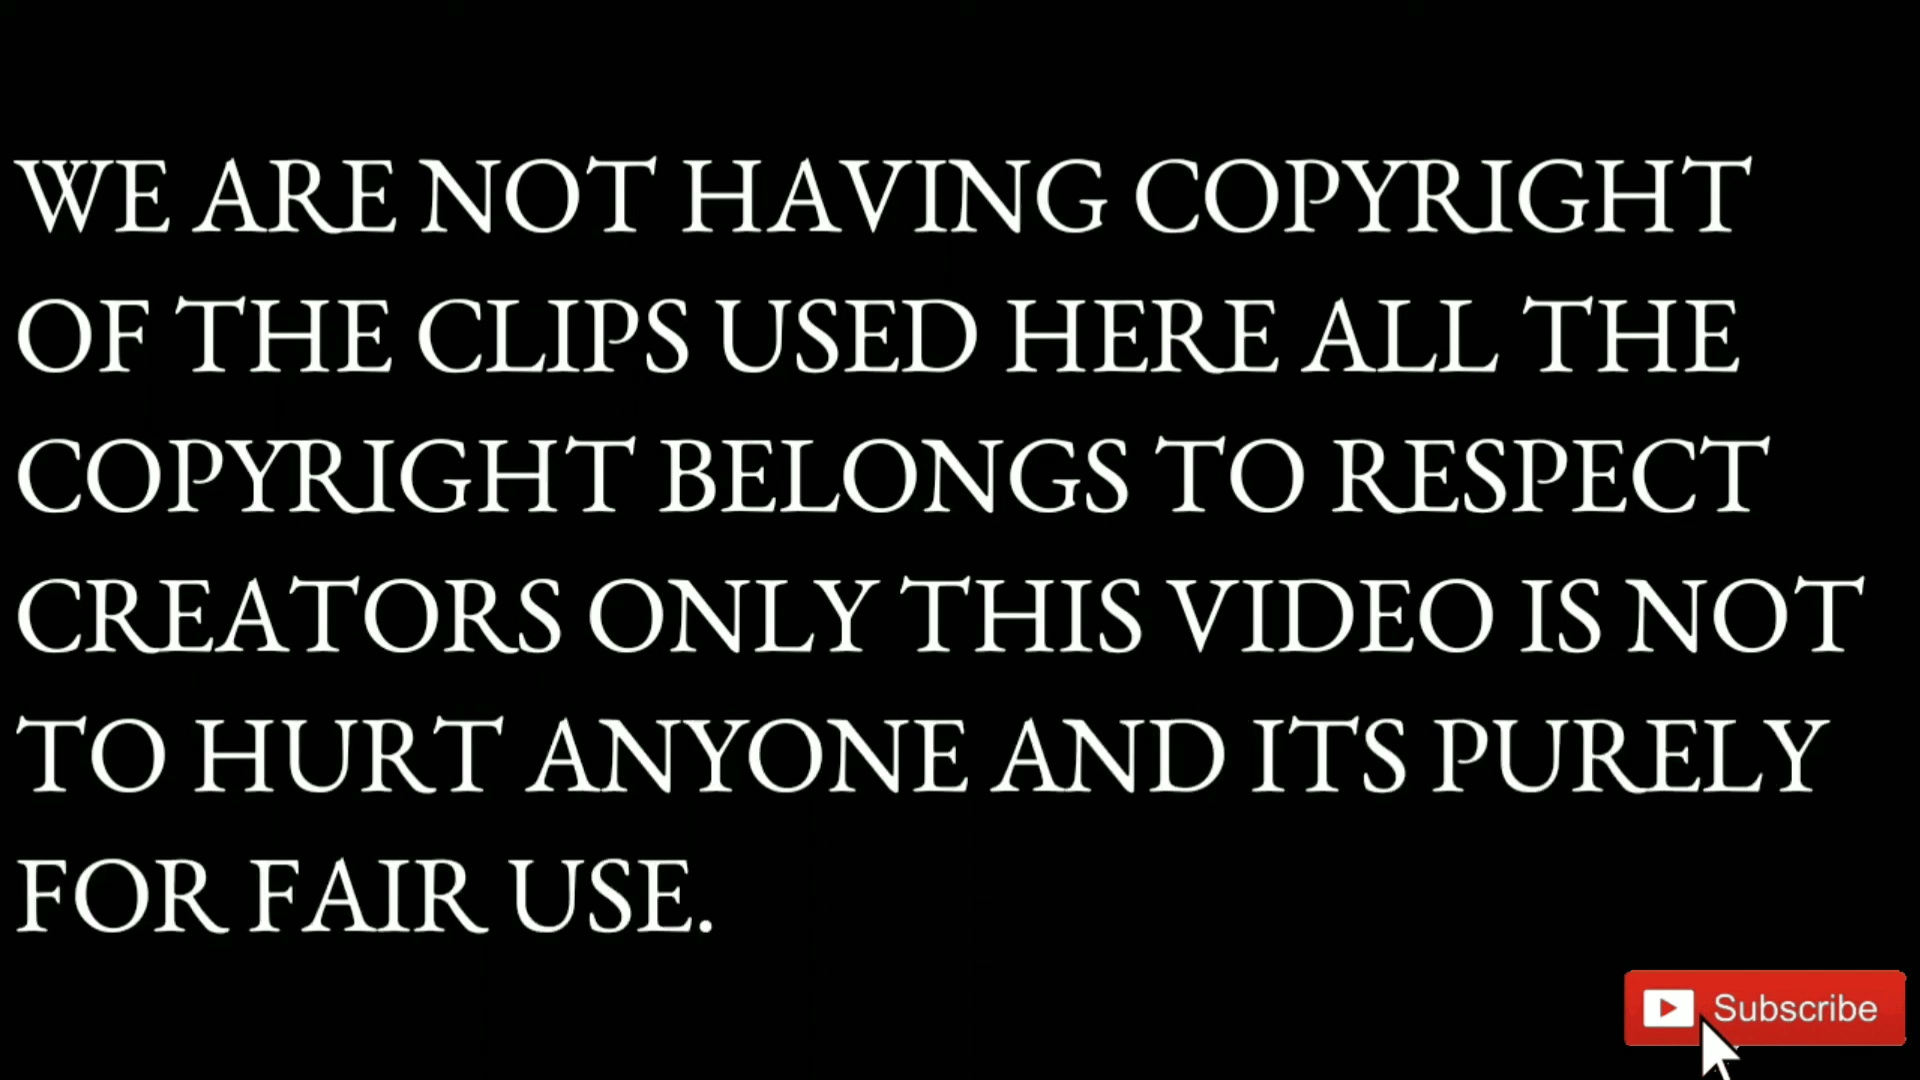 WE ARE NOT HAVING COPYRIGHT
OF THE CLIPS USED HERE ALL THE
COPYRIGHT BELONGS TO RESPECT
CREATORS ONLY THIS VIDEO IS NOT
TO HURT ANYONE AND ITS PURELY
FOR FAIR USE.
Subscribe